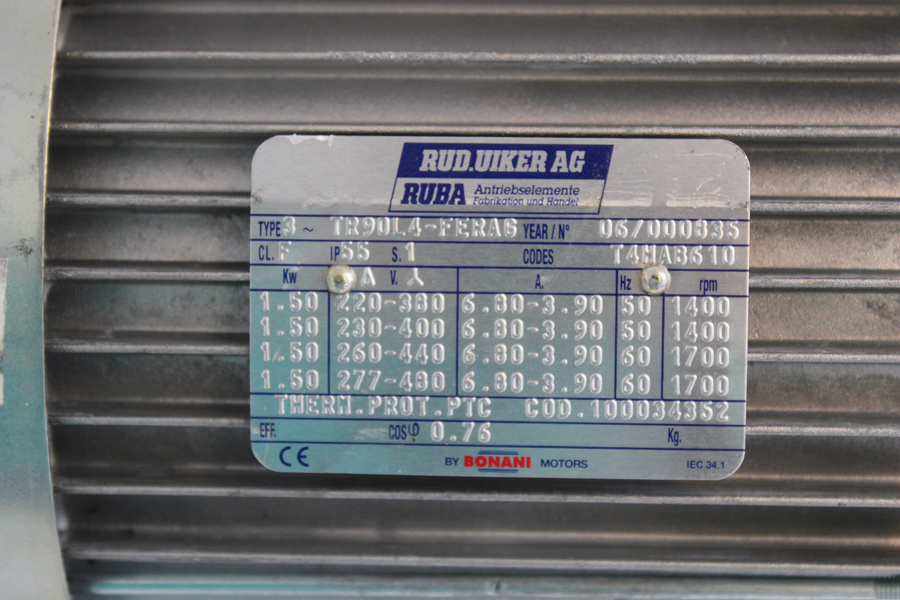 RUD.UIKER AG
RUBA Antriebselemente
Fabrikation und Handel
TYPE 3 ~ TR90L4-FERAG YEAR / N° 06/000835
CL. F IP 55 S. 1 CODES T4MAB610
Kw Δ V. Y A. Hz rpm
1.50 220-380 6.80-3.90 50 1400
1.50 230-400 6.80-3.90 50 1400
1.50 260-440 6.80-3.90 60 1700
1.50 277-480 6.80-3.90 60 1700
THERM.PROT.PTC COD.100034352
EFF. COSφ 0.76 Kg.
CE BY BONANI MOTORS IEC 34.1